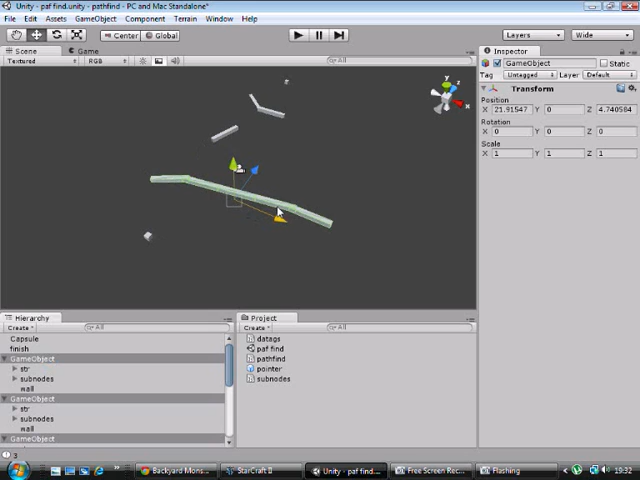 Unity - paf find.unity - pathfind - PC and Mac Standalone*
File Edit Assets GameObject Component Terrain Window Help
Center Global Layers Wide
Scene Game Inspector
Textured RGB All
GameObject Static
Tag Untagged Layer Default
Transform
Position
X 21.91547 Y 0 Z 4.740584
Rotation
X 0 Y 0 Z 0
Scale
X 1 Y 1 Z 1
y
z
x
Hierarchy Project
Create All Create All
Capsule datags
finish paf find
GameObject pathfind
str pointer
subnodes subnodes
wall
GameObject
str
subnodes
wall
GameObject
3
Backyard Mons... StarCraft II Unity - paf find.... Free Screen Rec... Flashing 19:32